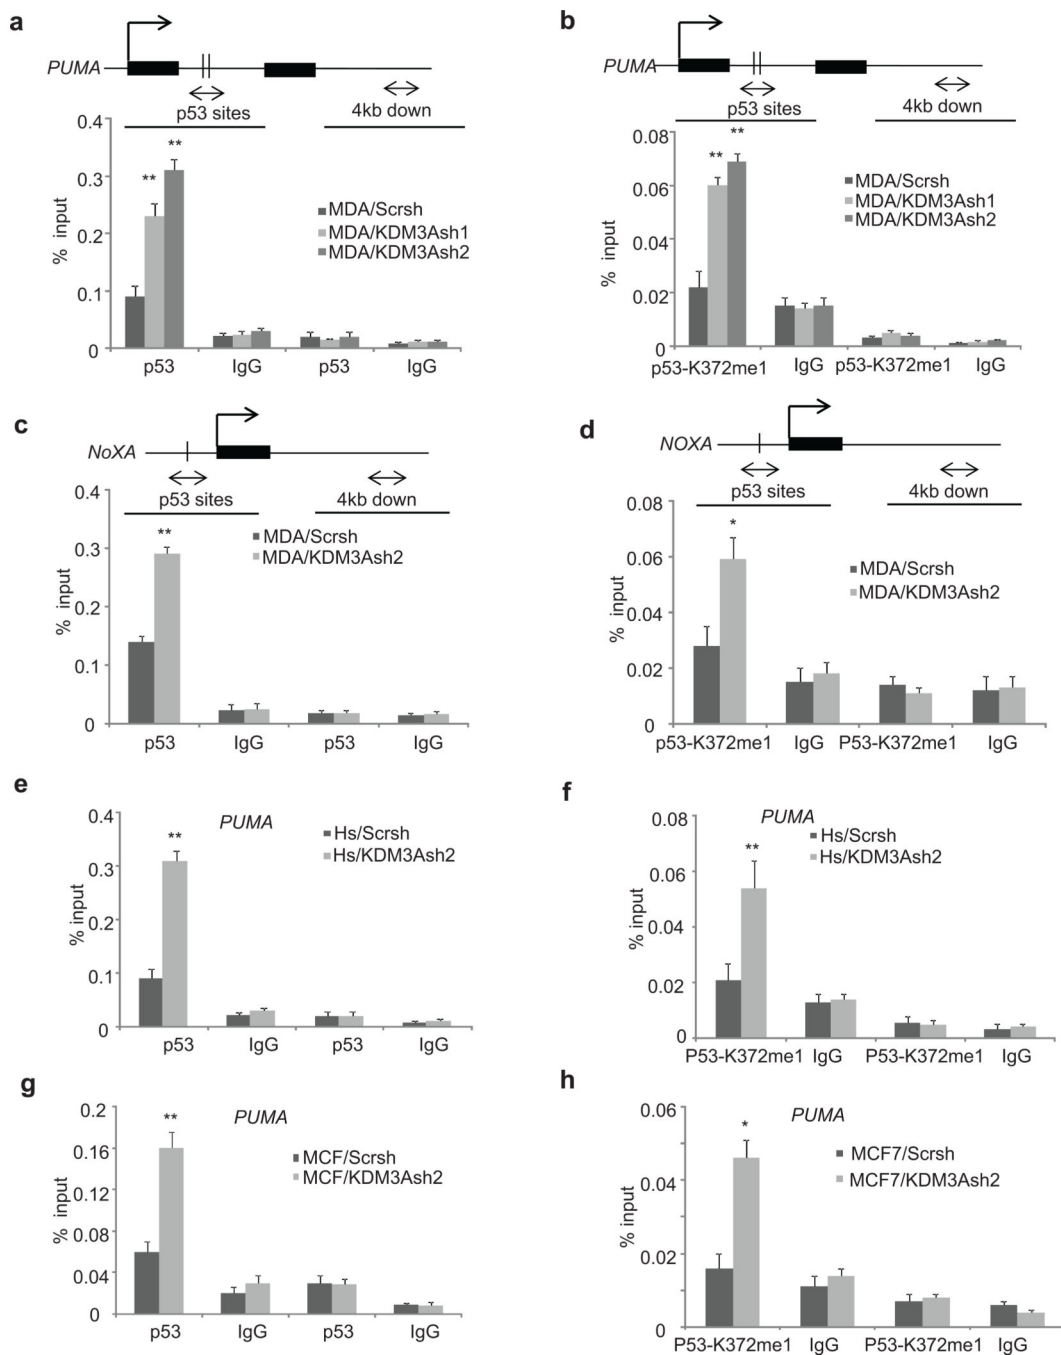 a
PUMA
p53 sites
4kb down
0.4
0.3
0.2
0.1
0
% input
**
**
MDA/Scrsh
MDA/KDM3Ash1
MDA/KDM3Ash2
p53
IgG
p53
IgG
b
PUMA
p53 sites
4kb down
0.08
0.06
0.04
0.02
0
% input
**
**
MDA/Scrsh
MDA/KDM3Ash1
MDA/KDM3Ash2
p53-K372me1
IgG
p53-K372me1
IgG
c
NoXA
p53 sites
4kb down
0.4
0.3
0.2
0.1
0
% input
**
MDA/Scrsh
MDA/KDM3Ash2
p53
IgG
p53
IgG
d
NOXA
p53 sites
4kb down
0.08
0.06
0.04
0.02
0
% input
*
MDA/Scrsh
MDA/KDM3Ash2
p53-K372me1
IgG
P53-K372me1
IgG
e
PUMA
0.4
0.3
0.2
0.1
0
% input
**
Hs/Scrsh
Hs/KDM3Ash2
p53
IgG
p53
IgG
f
PUMA
0.08
0.06
0.04
0.02
0
% input
**
Hs/Scrsh
Hs/KDM3Ash2
P53-K372me1
IgG
P53-K372me1
IgG
g
PUMA
0.2
0.16
0.12
0.08
0.04
0
% input
**
MCF/Scrsh
MCF/KDM3Ash2
p53
IgG
p53
IgG
h
PUMA
0.06
0.04
0.02
0
% input
*
MCF7/Scrsh
MCF7/KDM3Ash2
P53-K372me1
IgG
P53-K372me1
IgG